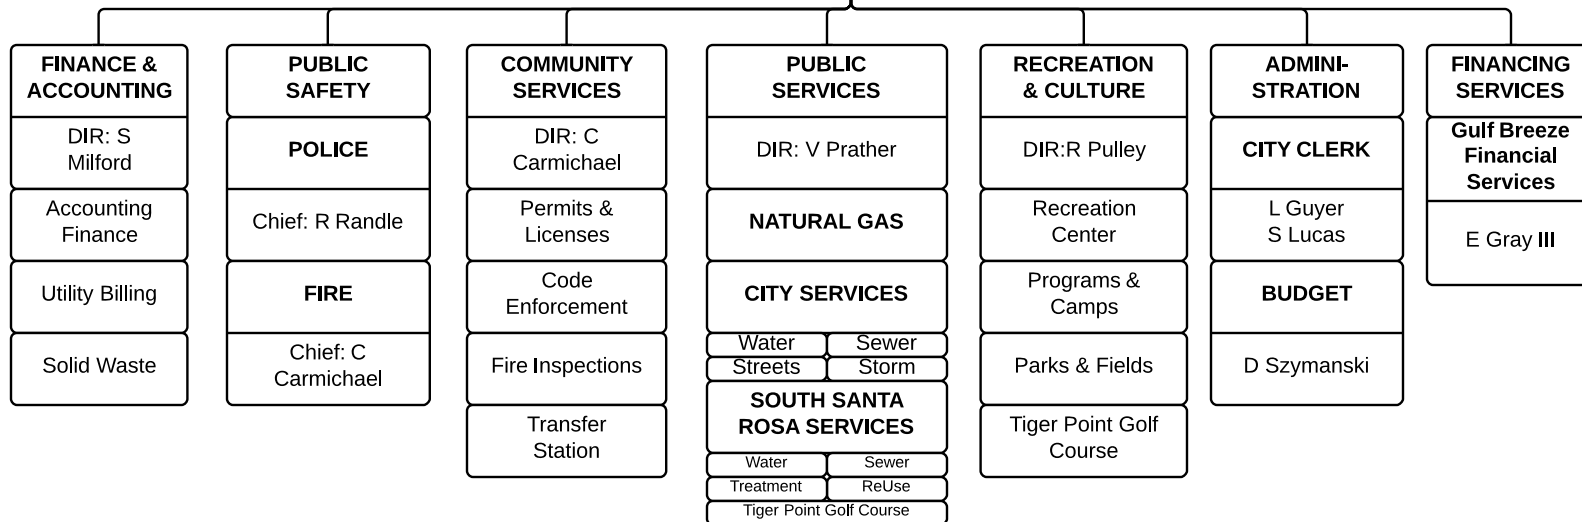 FINANCE &
ACCOUNTING
DIR: S
Milford
Accounting
Finance
Utility Billing
Solid Waste
PUBLIC
SAFETY
POLICE
Chief: R Randle
FIRE
Chief: C
Carmichael
COMMUNITY
SERVICES
DIR: C
Carmichael
Permits &
Licenses
Code
Enforcement
Fire Inspections
Transfer
Station
PUBLIC
SERVICES
DIR: V Prather
NATURAL GAS
CITY SERVICES
Water
Sewer
Streets
Storm
SOUTH SANTA
ROSA SERVICES
Water
Sewer
Treatment
ReUse
Tiger Point Golf Course
RECREATION
& CULTURE
DIR:R Pulley
Recreation
Center
Programs &
Camps
Parks & Fields
Tiger Point Golf
Course
ADMINI-
STRATION
CITY CLERK
L Guyer
S Lucas
BUDGET
D Szymanski
FINANCING
SERVICES
Gulf Breeze
Financial
Services
E Gray III